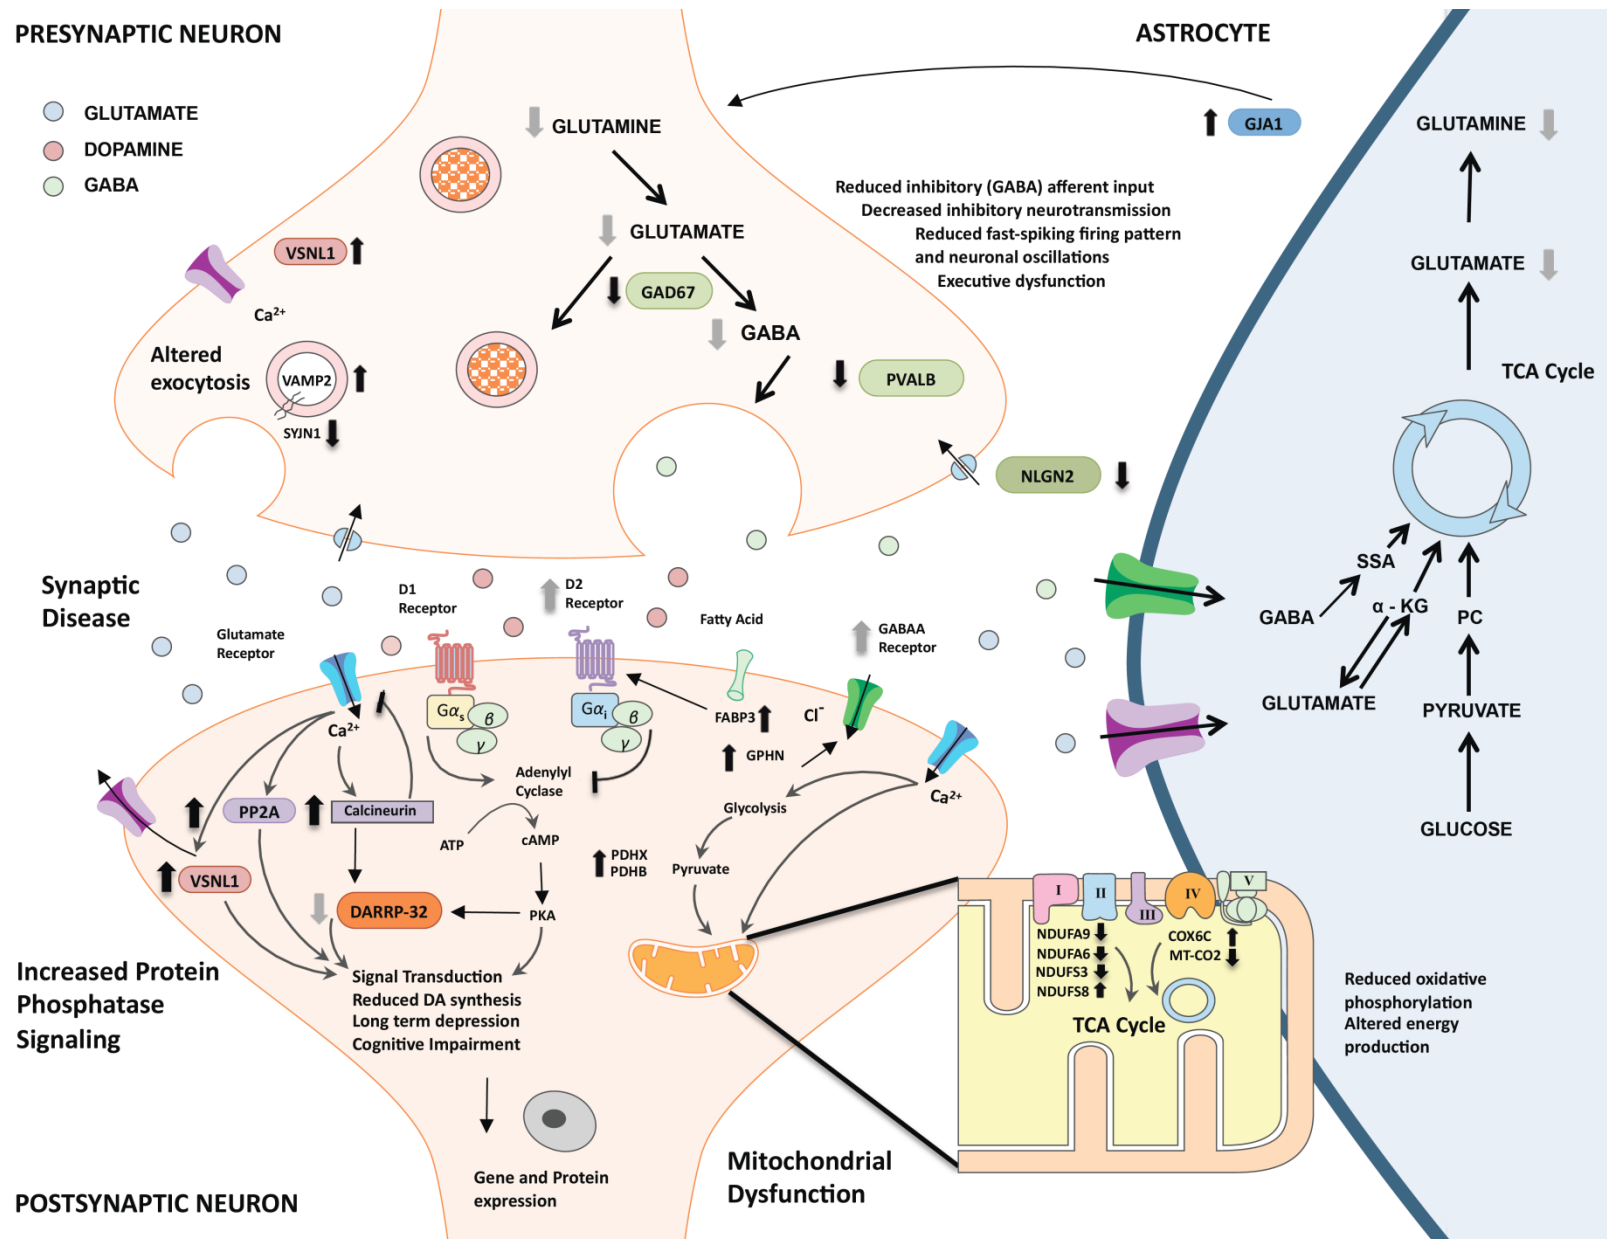 PRESYNAPTIC NEURON
ASTROCYTE
GLUTAMATE
DOPAMINE
GABA
GLUTAMINE
GLUTAMATE
GAD67
GABA
PVALB
VSNL1
Ca2+
Altered
exocytosis
VAMP2
SYJN1
GJA1
Reduced inhibitory (GABA) afferent input
Decreased inhibitory neurotransmission
Reduced fast-spiking firing pattern
and neuronal oscillations
Executive dysfunction
NLGN2
GLUTAMINE
GLUTAMATE
TCA Cycle
SSA
GABA
α - KG
PC
GLUTAMATE
PYRUVATE
GLUCOSE
Synaptic
Disease
Glutamate
Receptor
D1
Receptor
D2
Receptor
Fatty Acid
GABAA
Receptor
Gαs
β
γ
Gαi
β
γ
FABP3
Cl-
GPHN
Ca2+
Ca2+
PP2A
Calcineurin
Adenylyl
Cyclase
ATP
cAMP
Glycolysis
PDHX
PDHB
Pyruvate
VSNL1
DARRP-32
PKA
Increased Protein
Phosphatase
Signaling
Signal Transduction
Reduced DA synthesis
Long term depression
Cognitive Impairment
Gene and Protein
expression
I
II
III
IV
V
NDUFA9
NDUFA6
NDUFS3
NDUFS8
COX6C
MT-CO2
TCA Cycle
Reduced oxidative
phosphorylation
Altered energy
production
Mitochondrial
Dysfunction
POSTSYNAPTIC NEURON